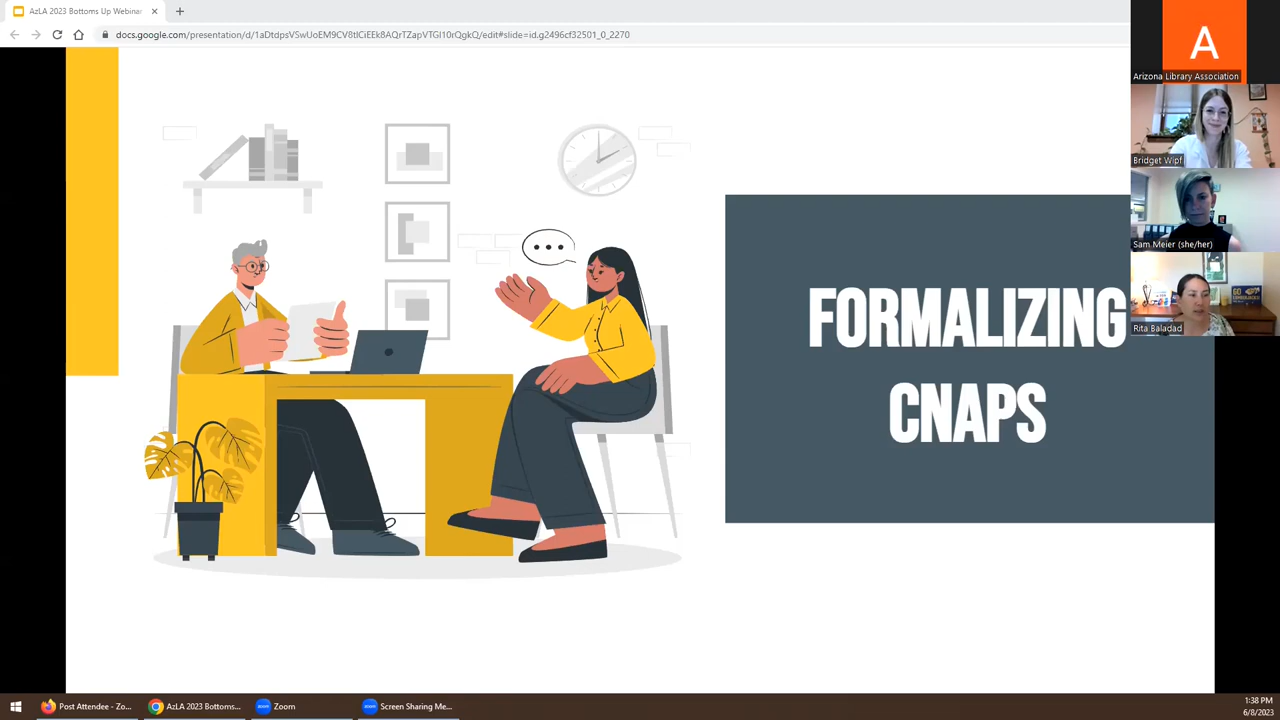 AzLA 2023 Bottoms Up Webinar
docs.google.com/presentation/d/1aDtdpsVSwUoEM9CV8tlCiEEk8AQrTZapVTGl10rQgkQ/edit#slide=id.g2496cf32501_0_2270
A
Arizona Library Association
Bridget Wipf
Sam Meier (she/her)
Rita Baladad
FORMALIZING
CNAPS
Post Attendee - Zo...
AzLA 2023 Bottoms...
Zoom
Screen Sharing Me...
1:38 PM
6/8/2023